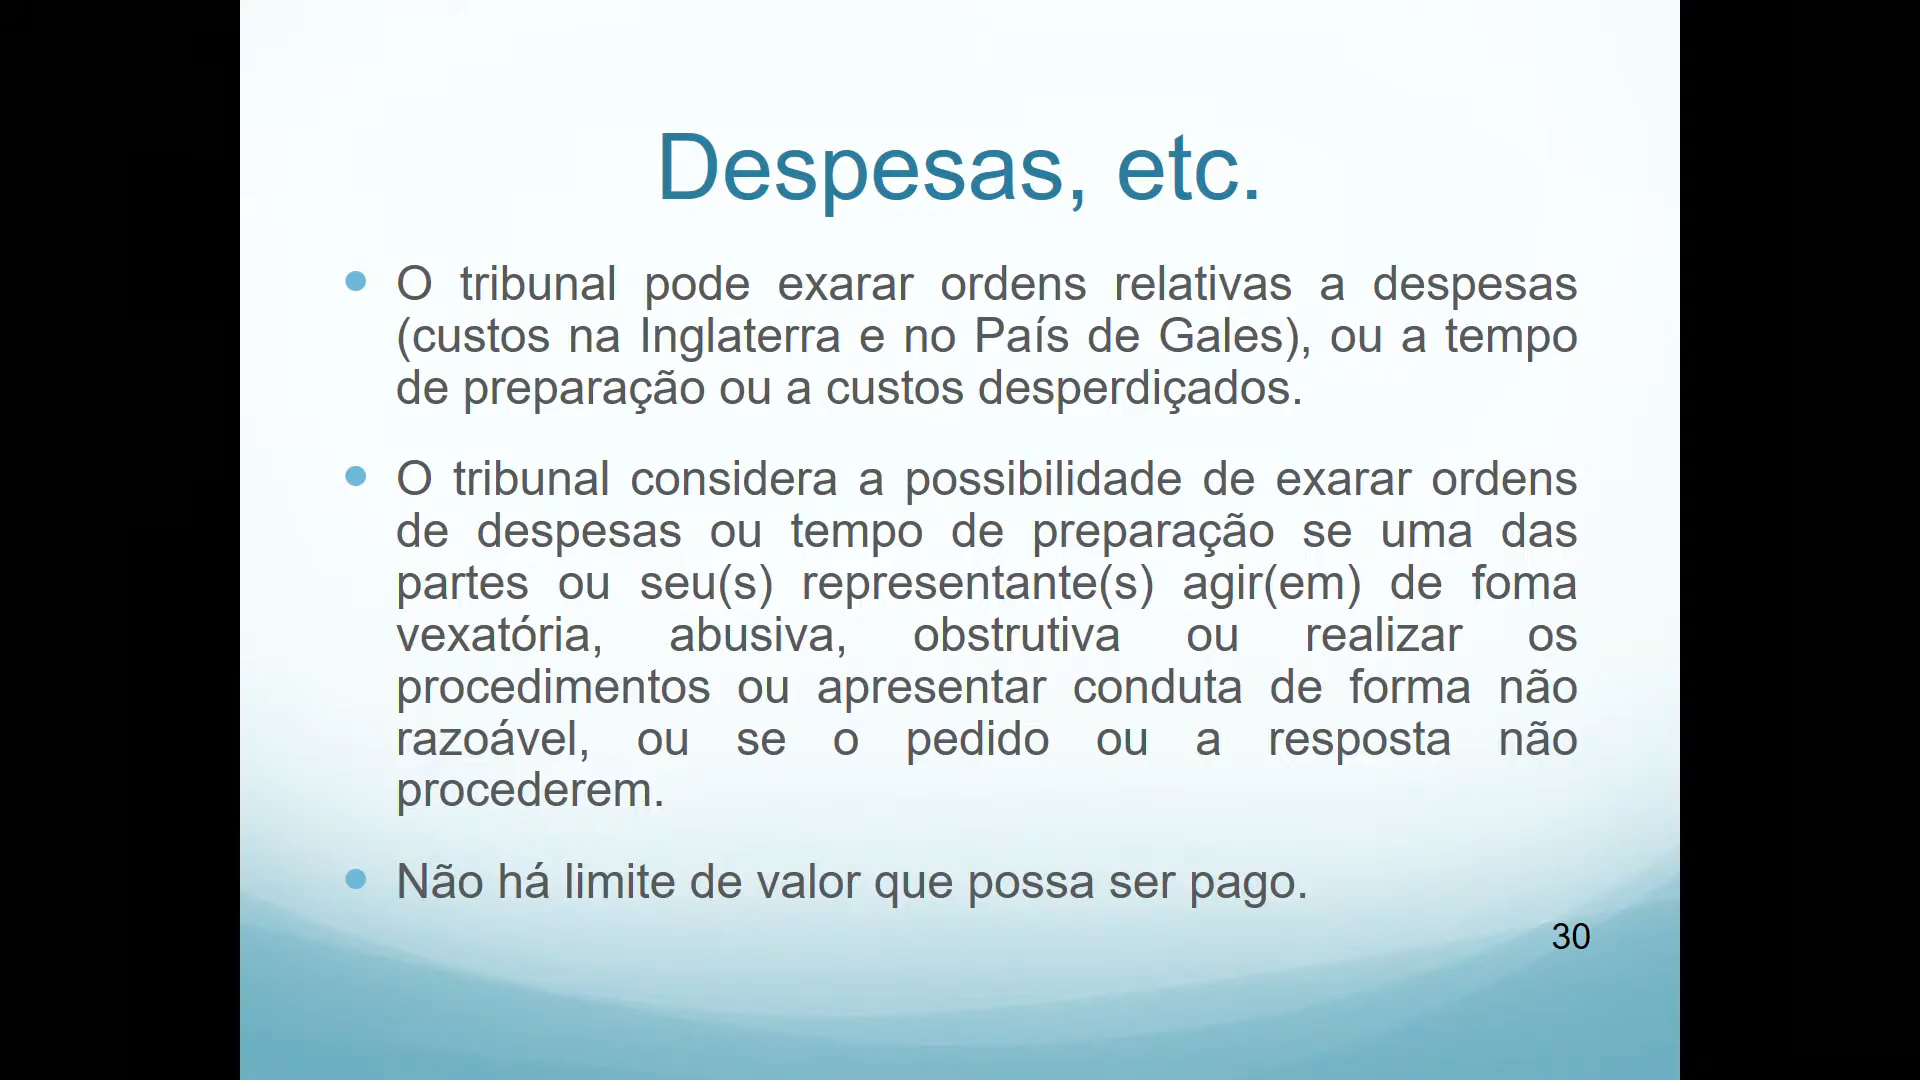 Despesas, etc.
O tribunal pode exarar ordens relativas a despesas
(custos na Inglaterra e no País de Gales), ou a tempo
de preparação ou a custos desperdiçados.
O tribunal considera a possibilidade de exarar ordens
de despesas ou tempo de preparação se uma das
partes ou seu(s) representante(s) agir(em) de foma
vexatória, abusiva, obstrutiva ou realizar os
procedimentos ou apresentar conduta de forma não
razoável, ou se o pedido ou a resposta não
procederem.
Não há limite de valor que possa ser pago.
30